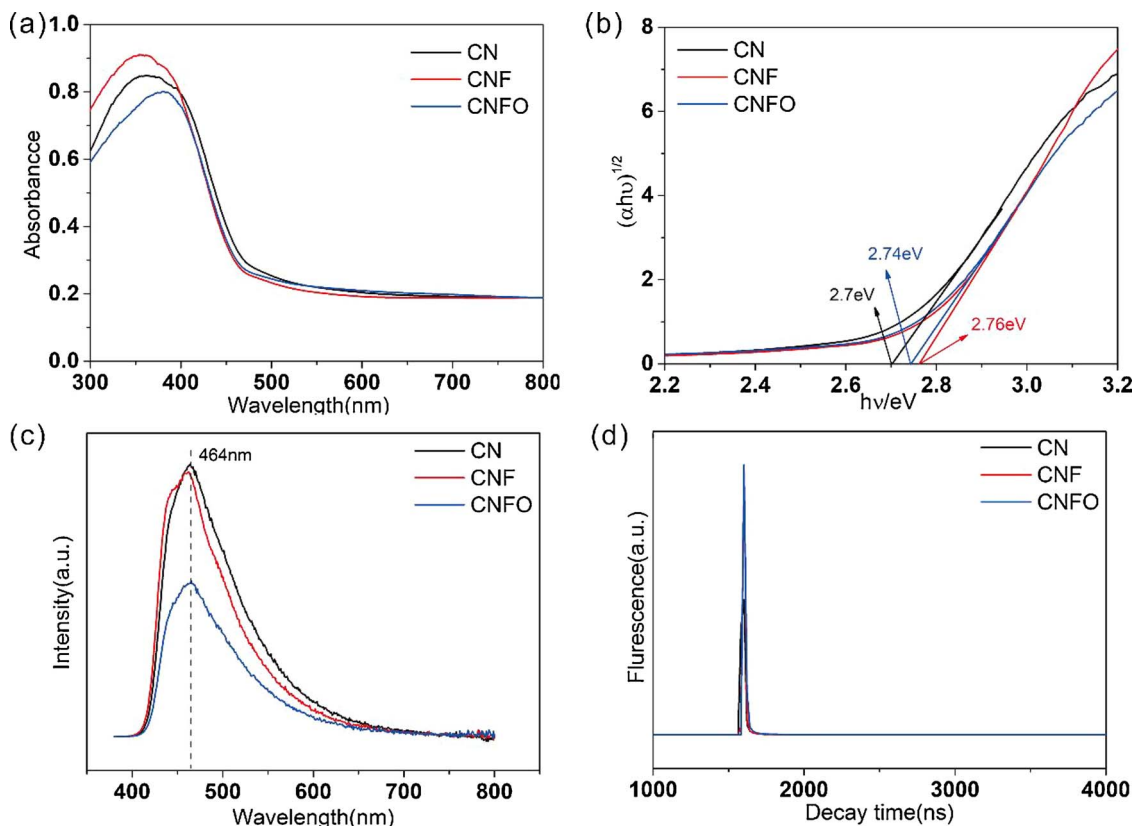 (a)
1.0
0.8
0.6
0.4
0.2
0.0
Absorbancce
CN
CNF
CNFO
300 400 500 600 700 800
Wavelength(nm)
(b)
8
6
4
2
0
(αhυ)^1/2
CN
CNF
CNFO
2.74eV
2.7eV
2.76eV
2.2 2.4 2.6 2.8 3.0 3.2
hν/eV
(c)
464nm
CN
CNF
CNFO
Intensity(a.u.)
400 500 600 700 800
Wavelength(nm)
(d)
CN
CNF
CNFO
Flurescence(a.u.)
1000 2000 3000 4000
Decay time(ns)